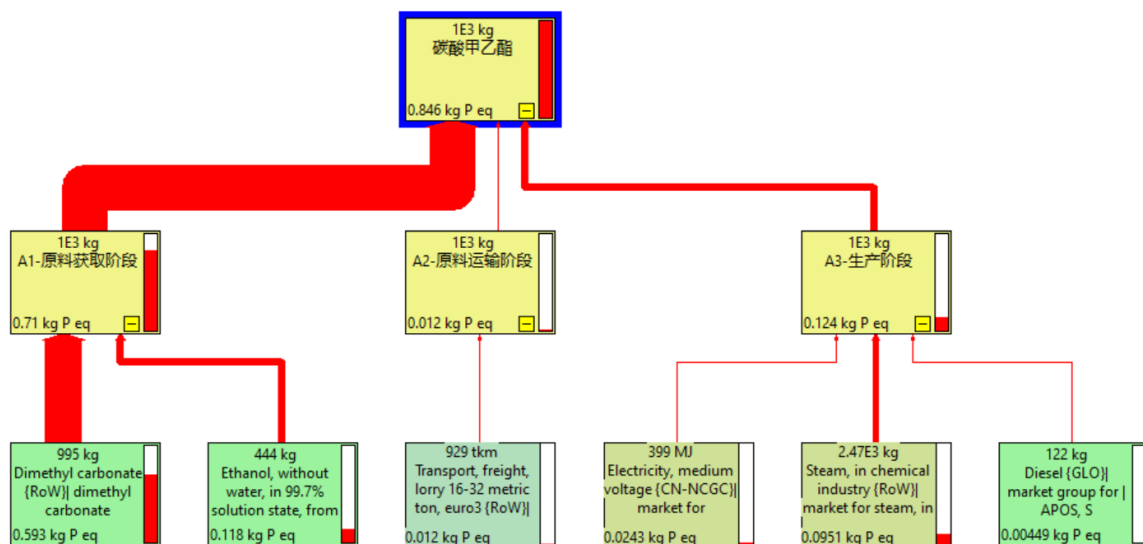 1E3 kg
碳酸甲乙酯
0.846 kg P eq
1E3 kg
A1-原料获取阶段
0.71 kg P eq
1E3 kg
A2-原料运输阶段
0.012 kg P eq
1E3 kg
A3-生产阶段
0.124 kg P eq
995 kg
Dimethyl carbonate
{RoW}| dimethyl
carbonate
0.593 kg P eq
444 kg
Ethanol, without
water, in 99.7%
solution state, from
0.118 kg P eq
929 tkm
Transport, freight,
lorry 16-32 metric
ton, euro3 {RoW}|
0.012 kg P eq
399 MJ
Electricity, medium
voltage {CN-NCGC}|
market for
0.0243 kg P eq
2.47E3 kg
Steam, in chemical
industry {RoW}|
market for steam, in
0.0951 kg P eq
122 kg
Diesel {GLO}|
market group for |
APOS, S
0.00449 kg P eq